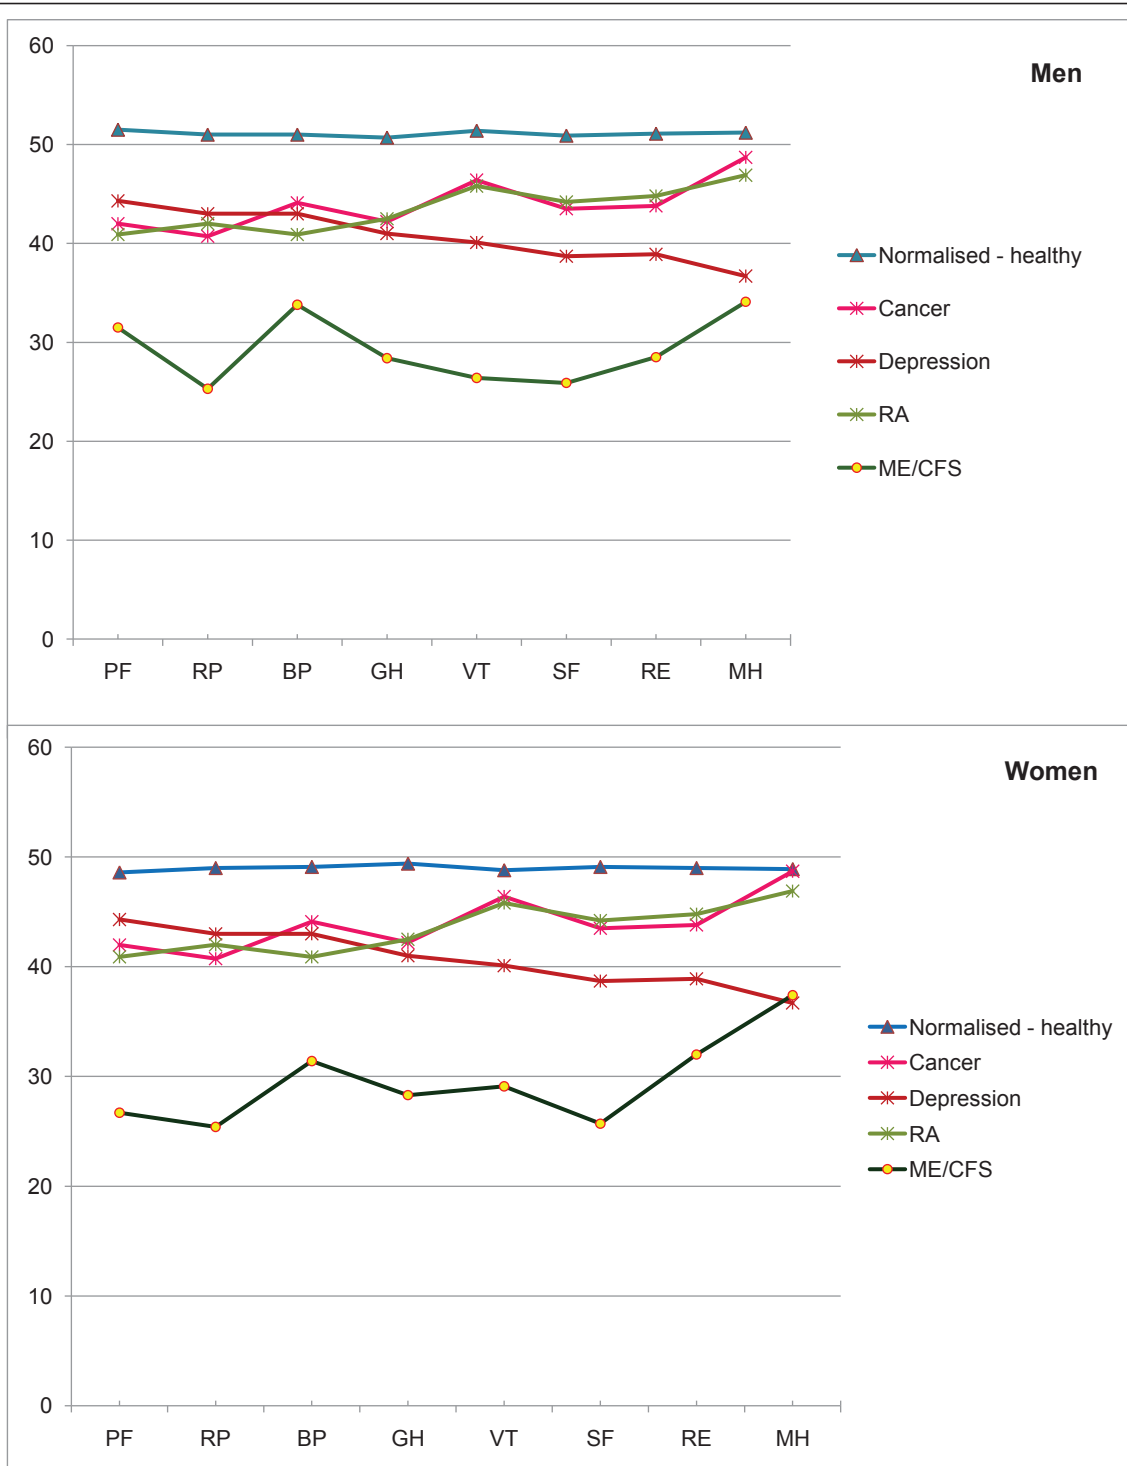 60
Men
50
40
30
20
10
0
Normalised - healthy
Cancer
Depression
RA
ME/CFS
PF RP BP GH VT SF RE MH
60
Women
50
40
30
20
10
0
Normalised - healthy
Cancer
Depression
RA
ME/CFS
PF RP BP GH VT SF RE MH